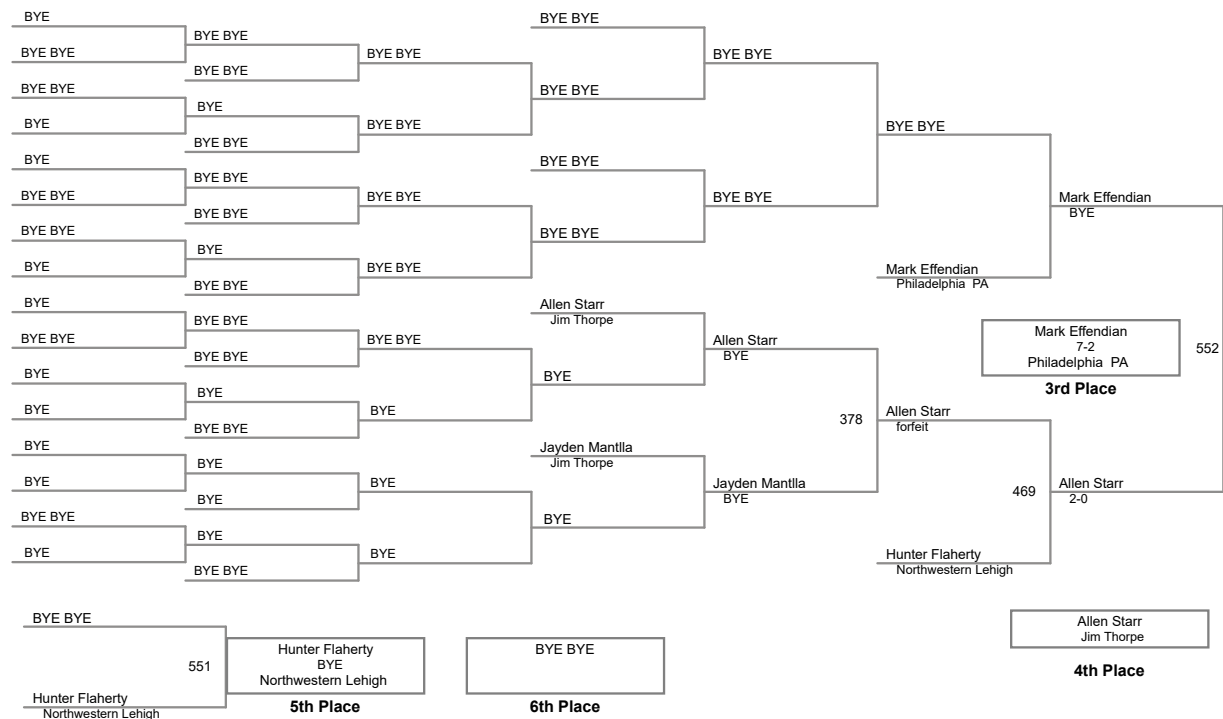 BYE
BYE BYE
BYE BYE
BYE
BYE
BYE BYE
BYE BYE
BYE
BYE
BYE BYE
BYE
BYE
BYE
BYE
BYE BYE
BYE
BYE BYE
BYE BYE
BYE
BYE BYE
BYE BYE
BYE BYE
BYE
BYE BYE
BYE BYE
BYE BYE
BYE
BYE BYE
BYE
BYE
BYE
BYE BYE
BYE BYE
BYE BYE
BYE BYE
BYE BYE
BYE BYE
BYE
BYE
BYE
BYE BYE
BYE BYE
BYE BYE
BYE BYE
Allen Starr
Jim Thorpe
BYE
Jayden Mantlla
Jim Thorpe
BYE
BYE BYE
BYE BYE
Allen Starr
BYE
Jayden Mantlla
BYE
378
BYE BYE
Mark Effendian
Philadelphia PA
Allen Starr
forfeit
Hunter Flaherty
Northwestern Lehigh
469
Mark Effendian
BYE
Allen Starr
2-0
552
Mark Effendian
7-2
Philadelphia PA
3rd Place
Allen Starr
Jim Thorpe
4th Place
BYE BYE
Hunter Flaherty
Northwestern Lehigh
551
Hunter Flaherty
BYE
Northwestern Lehigh
5th Place
BYE BYE
6th Place